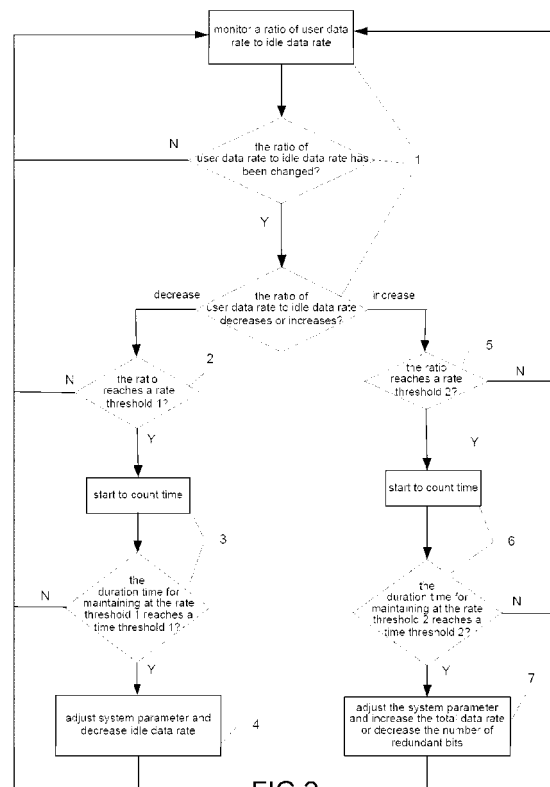 monitor a ratio of user data
rate to idle data rate
N
the ratio of
user data rate to idle data rate has
been changed?
1
Y
decrease
the ratio of
user data rate to idle data rate
decreases or increases?
increase
2
N
the ratio
reaches a rate
threshold 1?
5
the ratio
reaches a rate
threshold 2?
N
Y
Y
start to count time
start to count time
3
6
N
the
duration time for
maintaining at the rate
threshold 1 reaches a
time threshold 1?
the
duration time for
maintaining at the rate
threshold 2 reaches a
time threshold 2?
N
Y
Y
7
adjust system parameter and
decrease idle data rate
4
adjust the system parameter
and increase the total data rate
or decrease the number of
redundant bits